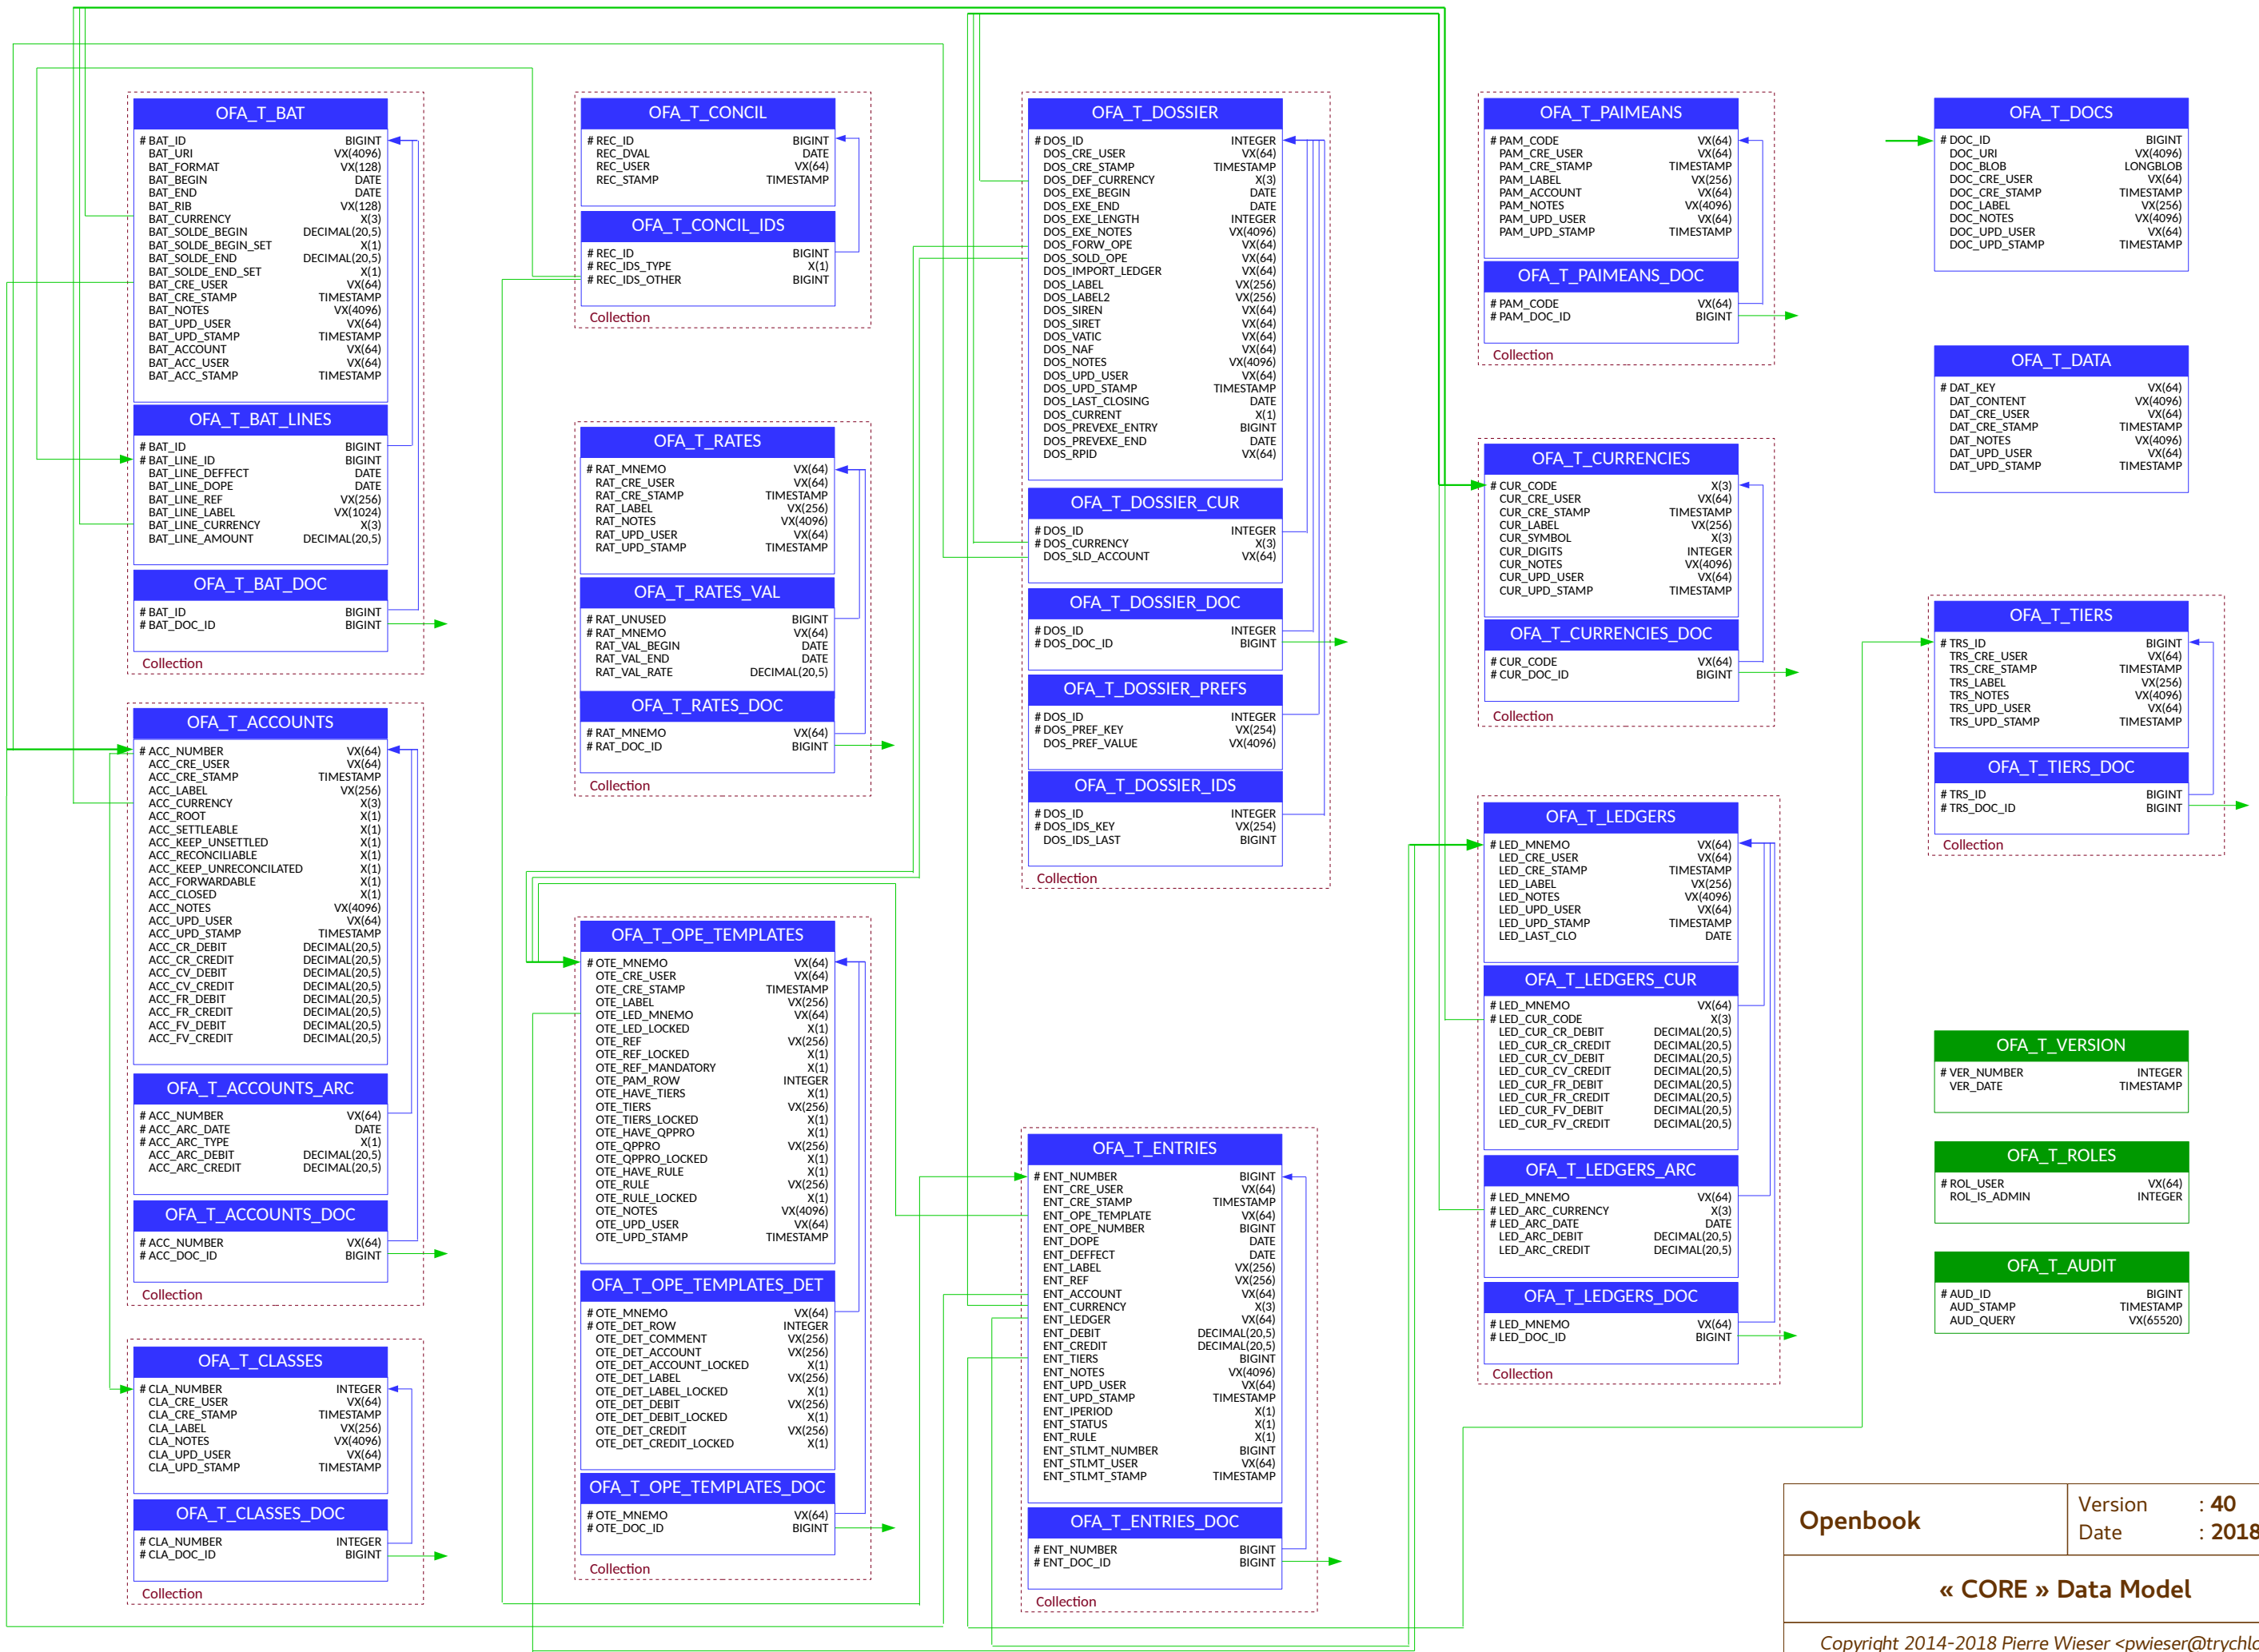 OFA_T_BAT
# BAT_ID BIGINT
BAT_URI VX(4096)
BAT_FORMAT VX(128)
BAT_BEGIN DATE
BAT_END DATE
BAT_RIB VX(128)
BAT_CURRENCY X(3)
BAT_SOLDE_BEGIN DECIMAL(20,5)
BAT_SOLDE_BEGIN_SET X(1)
BAT_SOLDE_END DECIMAL(20,5)
BAT_SOLDE_END_SET X(1)
BAT_CRE_USER VX(64)
BAT_CRE_STAMP TIMESTAMP
BAT_NOTES VX(4096)
BAT_UPD_USER VX(64)
BAT_UPD_STAMP TIMESTAMP
BAT_ACCOUNT VX(64)
BAT_ACC_USER VX(64)
BAT_ACC_STAMP TIMESTAMP
OFA_T_BAT_LINES
# BAT_ID BIGINT
# BAT_LINE_ID BIGINT
BAT_LINE_DEFFECT DATE
BAT_LINE_DOPE DATE
BAT_LINE_REF VX(256)
BAT_LINE_LABEL VX(1024)
BAT_LINE_CURRENCY X(3)
BAT_LINE_AMOUNT DECIMAL(20,5)
OFA_T_BAT_DOC
# BAT_ID BIGINT
# BAT_DOC_ID BIGINT
Collection
OFA_T_ACCOUNTS
# ACC_NUMBER VX(64)
ACC_CRE_USER VX(64)
ACC_CRE_STAMP TIMESTAMP
ACC_LABEL VX(256)
ACC_CURRENCY X(3)
ACC_ROOT X(1)
ACC_SETTLEABLE X(1)
ACC_KEEP_UNSETTLED X(1)
ACC_RECONCILIABLE X(1)
ACC_KEEP_UNRECONCILATED X(1)
ACC_FORWARDABLE X(1)
ACC_CLOSED X(1)
ACC_NOTES VX(4096)
ACC_UPD_USER VX(64)
ACC_UPD_STAMP TIMESTAMP
ACC_CR_DEBIT DECIMAL(20,5)
ACC_CR_CREDIT DECIMAL(20,5)
ACC_CV_DEBIT DECIMAL(20,5)
ACC_CV_CREDIT DECIMAL(20,5)
ACC_FR_DEBIT DECIMAL(20,5)
ACC_FR_CREDIT DECIMAL(20,5)
ACC_FV_DEBIT DECIMAL(20,5)
ACC_FV_CREDIT DECIMAL(20,5)
OFA_T_ACCOUNTS_ARC
# ACC_NUMBER VX(64)
# ACC_ARC_DATE DATE
# ACC_ARC_TYPE X(1)
ACC_ARC_DEBIT DECIMAL(20,5)
ACC_ARC_CREDIT DECIMAL(20,5)
OFA_T_ACCOUNTS_DOC
# ACC_NUMBER VX(64)
# ACC_DOC_ID BIGINT
Collection
OFA_T_CLASSES
# CLA_NUMBER INTEGER
CLA_CRE_USER VX(64)
CLA_CRE_STAMP TIMESTAMP
CLA_LABEL VX(256)
CLA_NOTES VX(4096)
CLA_UPD_USER VX(64)
CLA_UPD_STAMP TIMESTAMP
OFA_T_CLASSES_DOC
# CLA_NUMBER INTEGER
# CLA_DOC_ID BIGINT
Collection
OFA_T_CONCIL
# REC_ID BIGINT
REC_DVAL DATE
REC_USER VX(64)
REC_STAMP TIMESTAMP
OFA_T_CONCIL_IDS
# REC_ID BIGINT
# REC_IDS_TYPE X(1)
# REC_IDS_OTHER BIGINT
Collection
OFA_T_RATES
# RAT_MNEMO VX(64)
RAT_CRE_USER VX(64)
RAT_CRE_STAMP TIMESTAMP
RAT_LABEL VX(256)
RAT_NOTES VX(4096)
RAT_UPD_USER VX(64)
RAT_UPD_STAMP TIMESTAMP
OFA_T_RATES_VAL
# RAT_UNUSED BIGINT
# RAT_MNEMO VX(64)
RAT_VAL_BEGIN DATE
RAT_VAL_END DATE
RAT_VAL_RATE DECIMAL(20,5)
OFA_T_RATES_DOC
# RAT_MNEMO VX(64)
# RAT_DOC_ID BIGINT
Collection
OFA_T_OPE_TEMPLATES
# OTE_MNEMO VX(64)
OTE_CRE_USER VX(64)
OTE_CRE_STAMP TIMESTAMP
OTE_LABEL VX(256)
OTE_LED_MNEMO VX(64)
OTE_LED_LOCKED X(1)
OTE_REF VX(256)
OTE_REF_LOCKED X(1)
OTE_REF_MANDATORY X(1)
OTE_PAM_ROW INTEGER
OTE_HAVE_TIERS X(1)
OTE_TIERS VX(256)
OTE_TIERS_LOCKED X(1)
OTE_HAVE_QPPRO X(1)
OTE_QPPRO VX(256)
OTE_QPPRO_LOCKED X(1)
OTE_HAVE_RULE X(1)
OTE_RULE VX(256)
OTE_RULE_LOCKED X(1)
OTE_NOTES VX(4096)
OTE_UPD_USER VX(64)
OTE_UPD_STAMP TIMESTAMP
OFA_T_OPE_TEMPLATES_DET
# OTE_MNEMO VX(64)
# OTE_DET_ROW INTEGER
OTE_DET_COMMENT VX(256)
OTE_DET_ACCOUNT VX(256)
OTE_DET_ACCOUNT_LOCKED X(1)
OTE_DET_LABEL VX(256)
OTE_DET_LABEL_LOCKED X(1)
OTE_DET_DEBIT VX(256)
OTE_DET_DEBIT_LOCKED X(1)
OTE_DET_CREDIT VX(256)
OTE_DET_CREDIT_LOCKED X(1)
OFA_T_OPE_TEMPLATES_DOC
# OTE_MNEMO VX(64)
# OTE_DOC_ID BIGINT
Collection
OFA_T_DOSSIER
# DOS_ID INTEGER
DOS_CRE_USER VX(64)
DOS_CRE_STAMP TIMESTAMP
DOS_DEF_CURRENCY X(3)
DOS_EXE_BEGIN DATE
DOS_EXE_END DATE
DOS_EXE_LENGTH INTEGER
DOS_EXE_NOTES VX(4096)
DOS_FORW_OPE VX(64)
DOS_SOLD_OPE VX(64)
DOS_IMPORT_LEDGER VX(64)
DOS_LABEL VX(256)
DOS_LABEL2 VX(256)
DOS_SIREN VX(64)
DOS_SIRET VX(64)
DOS_VATIC VX(64)
DOS_NAF VX(64)
DOS_NOTES VX(4096)
DOS_UPD_USER VX(64)
DOS_UPD_STAMP TIMESTAMP
DOS_LAST_CLOSING DATE
DOS_CURRENT X(1)
DOS_PREVEXE_ENTRY BIGINT
DOS_PREVEXE_END DATE
DOS_RPID VX(64)
OFA_T_DOSSIER_CUR
# DOS_ID INTEGER
# DOS_CURRENCY X(3)
DOS_SLD_ACCOUNT VX(64)
OFA_T_DOSSIER_DOC
# DOS_ID INTEGER
# DOS_DOC_ID BIGINT
OFA_T_DOSSIER_PREFS
# DOS_ID INTEGER
# DOS_PREF_KEY VX(254)
DOS_PREF_VALUE VX(4096)
OFA_T_DOSSIER_IDS
# DOS_ID INTEGER
# DOS_IDS_KEY VX(254)
DOS_IDS_LAST BIGINT
Collection
OFA_T_ENTRIES
# ENT_NUMBER BIGINT
ENT_CRE_USER VX(64)
ENT_CRE_STAMP TIMESTAMP
ENT_OPE_TEMPLATE VX(64)
ENT_OPE_NUMBER BIGINT
ENT_DOPE DATE
ENT_DEFFECT DATE
ENT_LABEL VX(256)
ENT_REF VX(256)
ENT_ACCOUNT VX(64)
ENT_CURRENCY X(3)
ENT_LEDGER VX(64)
ENT_DEBIT DECIMAL(20,5)
ENT_CREDIT DECIMAL(20,5)
ENT_TIERS BIGINT
ENT_NOTES VX(4096)
ENT_UPD_USER VX(64)
ENT_UPD_STAMP TIMESTAMP
ENT_IPERIOD X(1)
ENT_STATUS X(1)
ENT_RULE X(1)
ENT_STLMT_NUMBER BIGINT
ENT_STLMT_USER VX(64)
ENT_STLMT_STAMP TIMESTAMP
OFA_T_ENTRIES_DOC
# ENT_NUMBER BIGINT
# ENT_DOC_ID BIGINT
Collection
OFA_T_PAIMEANS
# PAM_CODE VX(64)
PAM_CRE_USER VX(64)
PAM_CRE_STAMP TIMESTAMP
PAM_LABEL VX(256)
PAM_ACCOUNT VX(64)
PAM_NOTES VX(4096)
PAM_UPD_USER VX(64)
PAM_UPD_STAMP TIMESTAMP
OFA_T_PAIMEANS_DOC
# PAM_CODE VX(64)
# PAM_DOC_ID BIGINT
Collection
OFA_T_CURRENCIES
# CUR_CODE X(3)
CUR_CRE_USER VX(64)
CUR_CRE_STAMP TIMESTAMP
CUR_LABEL VX(256)
CUR_SYMBOL X(3)
CUR_DIGITS INTEGER
CUR_NOTES VX(4096)
CUR_UPD_USER VX(64)
CUR_UPD_STAMP TIMESTAMP
OFA_T_CURRENCIES_DOC
# CUR_CODE VX(64)
# CUR_DOC_ID BIGINT
Collection
OFA_T_LEDGERS
# LED_MNEMO VX(64)
LED_CRE_USER VX(64)
LED_CRE_STAMP TIMESTAMP
LED_LABEL VX(256)
LED_NOTES VX(4096)
LED_UPD_USER VX(64)
LED_UPD_STAMP TIMESTAMP
LED_LAST_CLO DATE
OFA_T_LEDGERS_CUR
# LED_MNEMO VX(64)
# LED_CUR_CODE X(3)
LED_CUR_CR_DEBIT DECIMAL(20,5)
LED_CUR_CR_CREDIT DECIMAL(20,5)
LED_CUR_CV_DEBIT DECIMAL(20,5)
LED_CUR_CV_CREDIT DECIMAL(20,5)
LED_CUR_FR_DEBIT DECIMAL(20,5)
LED_CUR_FR_CREDIT DECIMAL(20,5)
LED_CUR_FV_DEBIT DECIMAL(20,5)
LED_CUR_FV_CREDIT DECIMAL(20,5)
OFA_T_LEDGERS_ARC
# LED_MNEMO VX(64)
# LED_ARC_CURRENCY X(3)
# LED_ARC_DATE DATE
LED_ARC_DEBIT DECIMAL(20,5)
LED_ARC_CREDIT DECIMAL(20,5)
OFA_T_LEDGERS_DOC
# LED_MNEMO VX(64)
# LED_DOC_ID BIGINT
Collection
OFA_T_DOCS
# DOC_ID BIGINT
DOC_URI VX(4096)
DOC_BLOB LONGBLOB
DOC_CRE_USER VX(64)
DOC_CRE_STAMP TIMESTAMP
DOC_LABEL VX(256)
DOC_NOTES VX(4096)
DOC_UPD_USER VX(64)
DOC_UPD_STAMP TIMESTAMP
OFA_T_DATA
# DAT_KEY VX(64)
DAT_CONTENT VX(4096)
DAT_CRE_USER VX(64)
DAT_CRE_STAMP TIMESTAMP
DAT_NOTES VX(4096)
DAT_UPD_USER VX(64)
DAT_UPD_STAMP TIMESTAMP
OFA_T_TIERS
# TRS_ID BIGINT
TRS_CRE_USER VX(64)
TRS_CRE_STAMP TIMESTAMP
TRS_LABEL VX(256)
TRS_NOTES VX(4096)
TRS_UPD_USER VX(64)
TRS_UPD_STAMP TIMESTAMP
OFA_T_TIERS_DOC
# TRS_ID BIGINT
# TRS_DOC_ID BIGINT
Collection
OFA_T_VERSION
# VER_NUMBER INTEGER
VER_DATE TIMESTAMP
OFA_T_ROLES
# ROL_USER VX(64)
ROL_IS_ADMIN INTEGER
OFA_T_AUDIT
# AUD_ID BIGINT
AUD_STAMP TIMESTAMP
AUD_QUERY VX(65520)
Openbook
Version : 40
Date : 2018
« CORE » Data Model
Copyright 2014-2018 Pierre Wieser <pwieser@trychlo